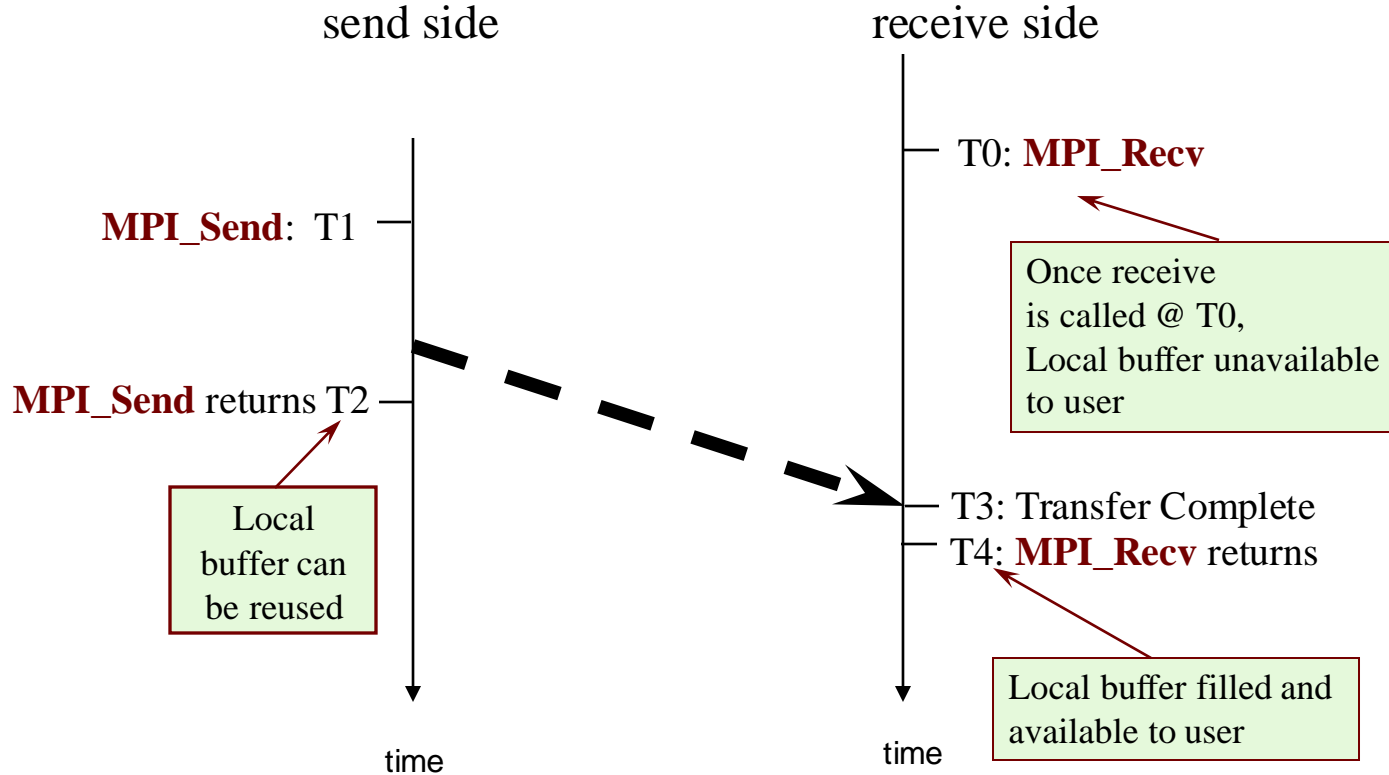 send side
receive side
T0: MPI_Recv
MPI_Send: T1
Once receive
is called @ T0,
Local buffer unavailable
to user
MPI_Send returns T2
Local
buffer can
be reused
T3: Transfer Complete
T4: MPI_Recv returns
Local buffer filled and
available to user
time
time